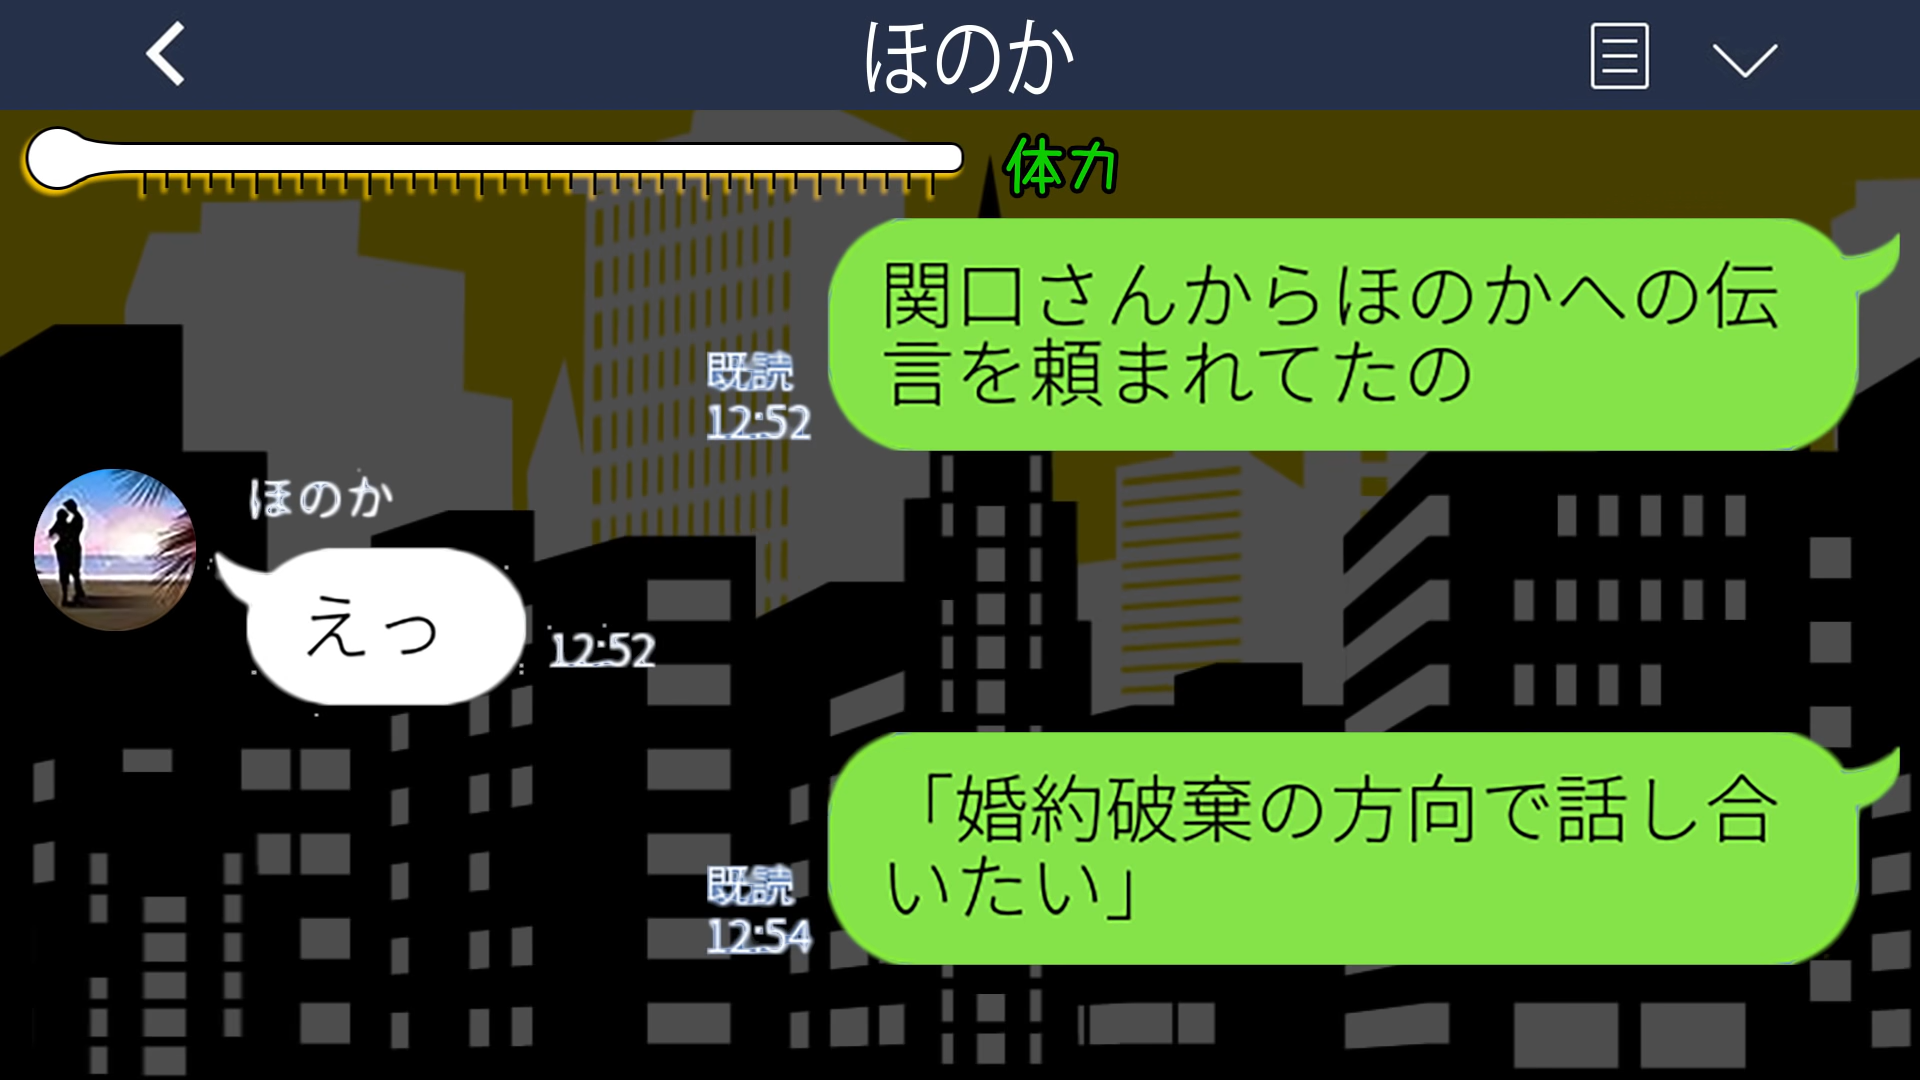 ほのか
体力
関口さんからほのかへの伝
言を頼まれてたの
既読
12:52
ほのか
えっ
12:52
「婚約破棄の方向で話し合
いたい」
既読
12:54